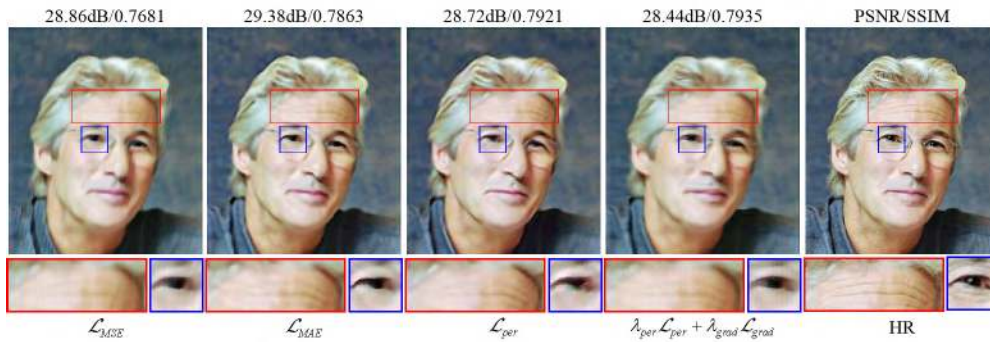 28.86dB/0.7681 29.38dB/0.7863 28.72dB/0.7921 28.44dB/0.7935 PSNR/SSIM
ℒ_MSE ℒ_MAE ℒ_per λ_per ℒ_per + λ_grad ℒ_grad HR